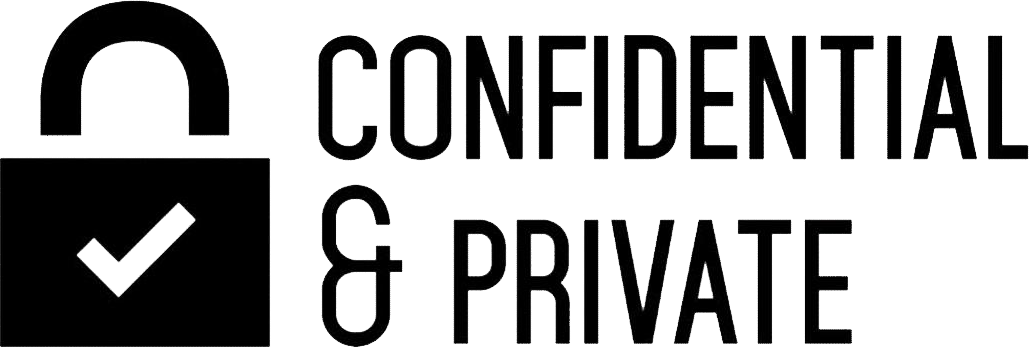 CONFIDENTIAL
& PRIVATE